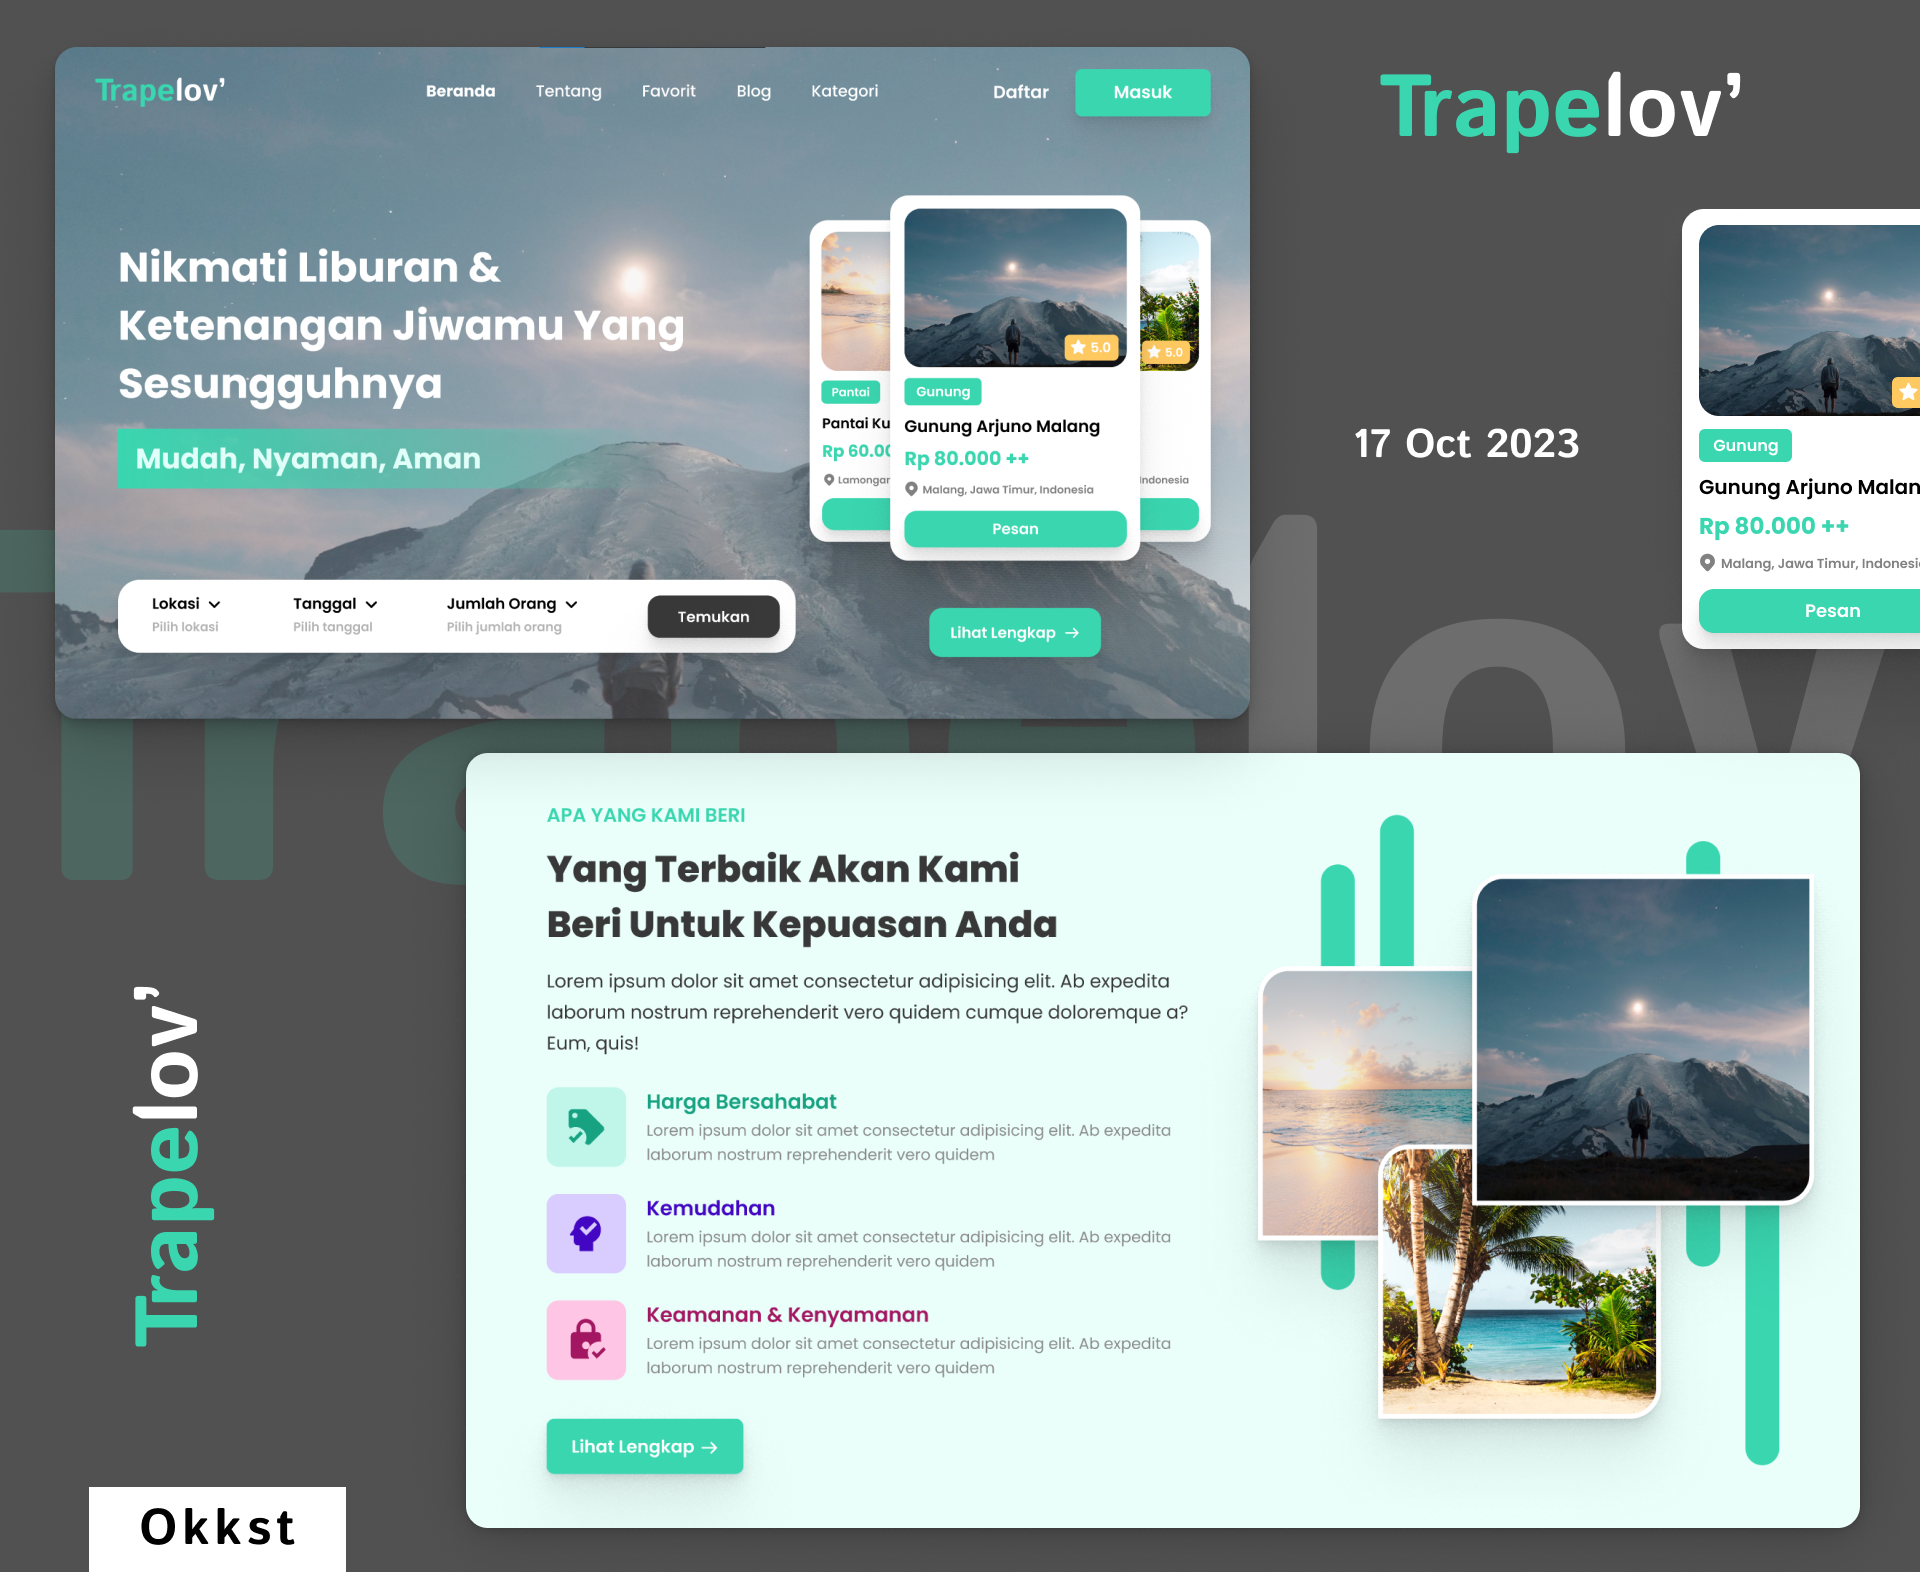 Trapelov’
Beranda Tentang Favorit Blog Kategori
Daftar Masuk
Nikmati Liburan &
Ketenangan Jiwamu Yang
Sesungguhnya
Mudah, Nyaman, Aman
Lokasi
Pilih lokasi
Tanggal
Pilih tanggal
Jumlah Orang
Pilih jumlah orang
Temukan
Pantai
Pantai
Rp
5.0
Gunung
Gunung Arjuno Malang
Rp 80.000 ++
Malang, Jawa Timur, Indonesia
Pesan
5.0
Lihat Lengkap
Trapelov’
17 Oct 2023
Gunung
Gunung Arjuno
Rp 80.000 ++
Malang, Jawa Timur,
Pesan
Trapelov
APA YANG KAMI BERI
Yang Terbaik Akan Kami
Beri Untuk Kepuasan Anda
Lorem ipsum dolor sit amet consectetur adipisicing elit. Ab expedita
laborum nostrum reprehenderit vero quidem cumque doloremque a?
Eum, quis!
Harga Bersahabat
Lorem ipsum dolor sit amet consectetur adipisicing elit. Ab expedita
laborum nostrum reprehenderit vero quidem
Kemudahan
Lorem ipsum dolor sit amet consectetur adipisicing elit. Ab expedita
laborum nostrum reprehenderit vero quidem
Keamanan & Kenyamanan
Lorem ipsum dolor sit amet consectetur adipisicing elit. Ab expedita
laborum nostrum reprehenderit vero quidem
Lihat Lengkap
Trapelov’
Okkst